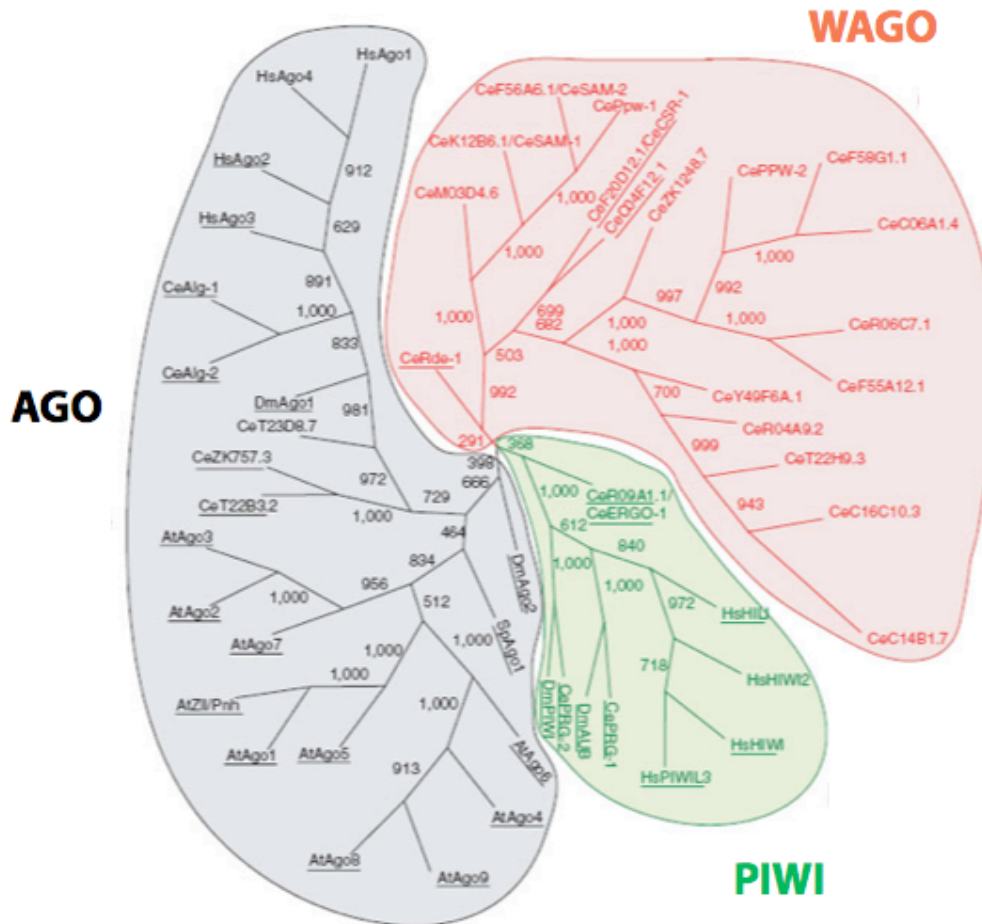 WAGO
HsAgo1
HsAgo4
HsAgo2
912
HsAgo3
629
891
CeAlg-1
1,000
833
CeAlg-2
AGO
DmAgo1
981
CeT23D8.7
CeZK757.3
972
729
CeT22B3.2
1,000
398
666
464
AtAgo3
834
956
AtAgo2
1,000
512
AtAgo7
1,000
1,000
AtZll/Pnh
1,000
1,000
AtAgo1
AtAgo5
913
AtAgo8
AtAgo9
AtAgo4
AtAgo6
SpAgo1
DmAgo2
CeF56A6.1/CeSAM-2
CePpw-1
CeK12B6.1/CeSAM-1
CeF20D12.1/CeCSR-1
CeC04F12.1
CeZK1248.7
CeM03D4.6
1,000
1,000
1,000
699
682
503
CeRde-1
992
291
CePPW-2
CeF58G1.1
CeC06A1.4
1,000
992
997
1,000
1,000
1,000
CeR06C7.1
CeF55A12.1
700
CeY49F6A.1
CeR04A9.2
999
CeT22H9.3
943
CeC16C10.3
CeC14B1.7
368
CeR09A1.1/
CeERGO-1
1,000
612
840
1,000
1,000
972
HsHILI
718
HsHIWI2
HsHIWI
HsPIWIL3
CePRG-1
DmAUB
CePRG-2
DmPIWI
PIWI